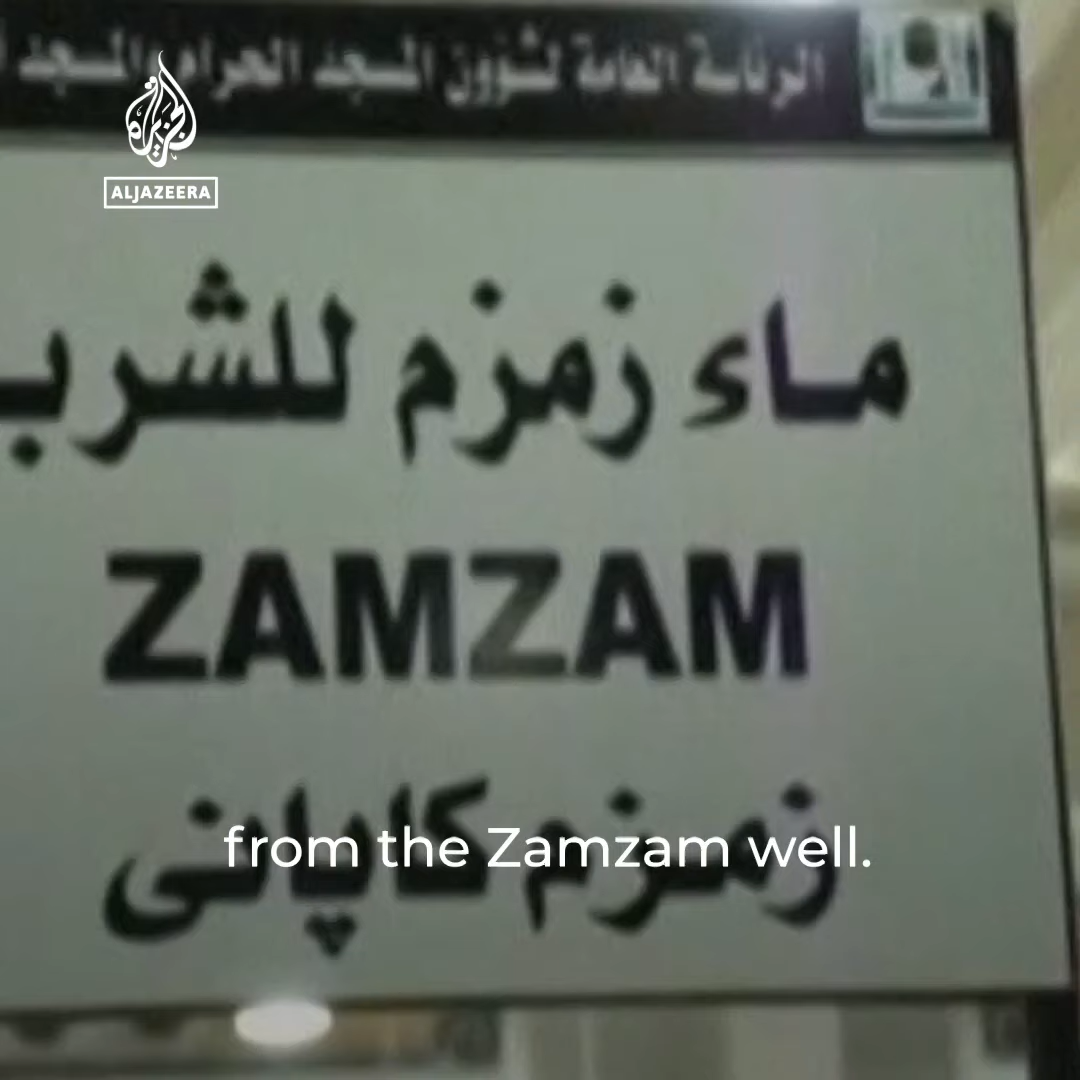 الرئاسة العامة لشؤون المسجد الحرام والمسجد
الجزيرة
ALJAZEERA
ماء زمزم للشرب
ZAMZAM
زمزم کا پانی
from the Zamzam well.